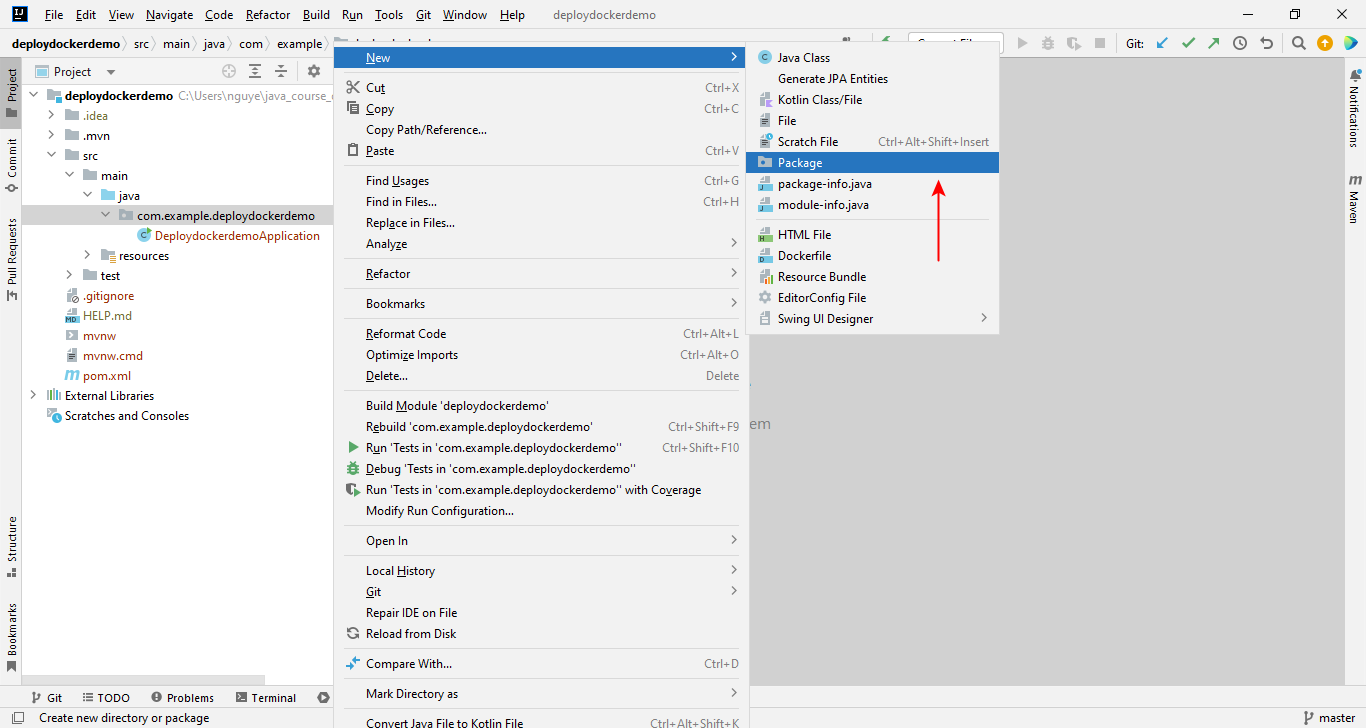 File Edit View Navigate Code Refactor Build Run Tools Git Window Help deploydockerdemo
deploydockerdemo src main java com example
Git:
Project
deploydockerdemo C:\Users\nguye\java_course_
.idea
.mvn
src
main
java
com.example.deploydockerdemo
DeploydockerdemoApplication
resources
test
.gitignore
HELP.md
mvnw
mvnw.cmd
pom.xml
External Libraries
Scratches and Consoles
Project
Commit
Pull Requests
Structure
Bookmarks
New
Cut Ctrl+X
Copy Ctrl+C
Copy Path/Reference...
Paste Ctrl+V
Find Usages Ctrl+G
Find in Files... Ctrl+H
Replace in Files...
Analyze
Refactor
Bookmarks
Reformat Code Ctrl+Alt+L
Optimize Imports Ctrl+Alt+O
Delete... Delete
Build Module 'deploydockerdemo'
Rebuild 'com.example.deploydockerdemo' Ctrl+Shift+F9
Run 'Tests in 'com.example.deploydockerdemo'' Ctrl+Shift+F10
Debug 'Tests in 'com.example.deploydockerdemo''
Run 'Tests in 'com.example.deploydockerdemo'' with Coverage
Modify Run Configuration...
Open In
Local History
Git
Repair IDE on File
Reload from Disk
Compare With... Ctrl+D
Mark Directory as
Convert Java File to Kotlin File Ctrl+Alt+Shift+K
Java Class
Generate JPA Entities
Kotlin Class/File
File
Scratch File Ctrl+Alt+Shift+Insert
Package
package-info.java
module-info.java
HTML File
Dockerfile
Resource Bundle
EditorConfig File
Swing UI Designer
em
Notifications
Maven
Git TODO Problems Terminal
Create new directory or package
master